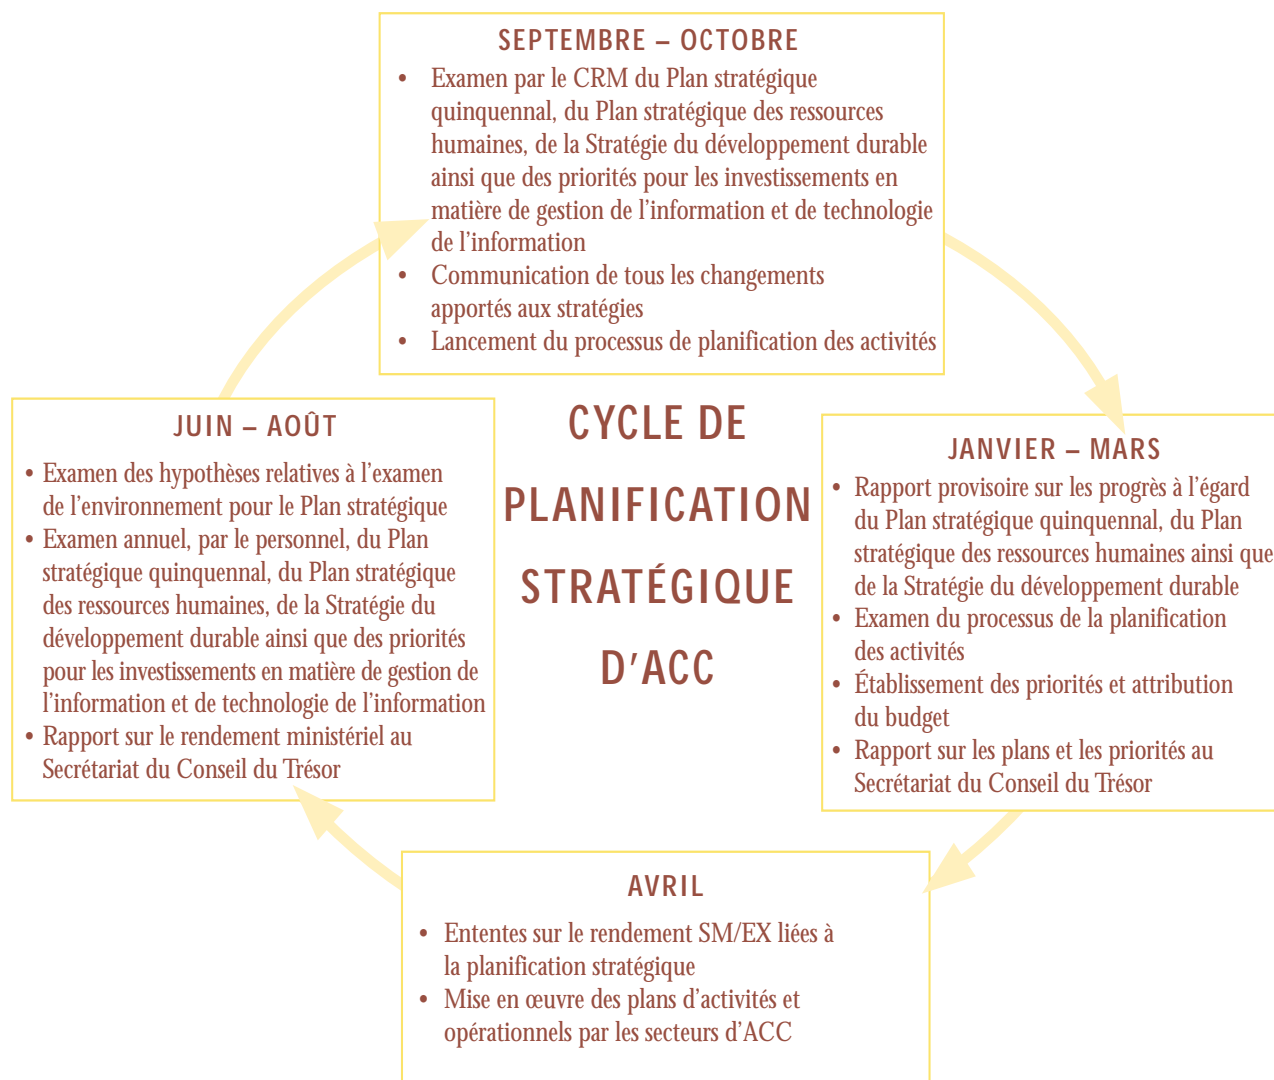 SEPTEMBRE – OCTOBRE
• Examen par le CRM du Plan stratégique
quinquennal, du Plan stratégique des ressources
humaines, de la Stratégie du développement durable
ainsi que des priorités pour les investissements en
matière de gestion de l'information et de technologie
de l'information
• Communication de tous les changements
apportés aux stratégies
• Lancement du processus de planification des activités
CYCLE DE
PLANIFICATION
STRATÉGIQUE
D'ACC
JANVIER – MARS
• Rapport provisoire sur les progrès à l'égard
du Plan stratégique quinquennal, du Plan
stratégique des ressources humaines ainsi que
de la Stratégie du développement durable
• Examen du processus de la planification
des activités
• Établissement des priorités et attribution
du budget
• Rapport sur les plans et les priorités au
Secrétariat du Conseil du Trésor
AVRIL
• Ententes sur le rendement SM/EX liées à
la planification stratégique
• Mise en œuvre des plans d'activités et
opérationnels par les secteurs d'ACC
JUIN – AOÛT
• Examen des hypothèses relatives à l'examen
de l'environnement pour le Plan stratégique
• Examen annuel, par le personnel, du Plan
stratégique quinquennal, du Plan stratégique
des ressources humaines, de la Stratégie du
développement durable ainsi que des priorités
pour les investissements en matière de gestion de
l'information et de technologie de l'information
• Rapport sur le rendement ministériel au
Secrétariat du Conseil du Trésor